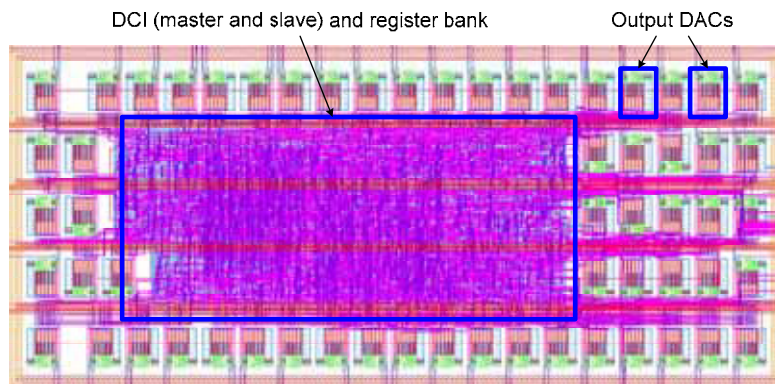 DCI (master and slave) and register bank
Output DACs